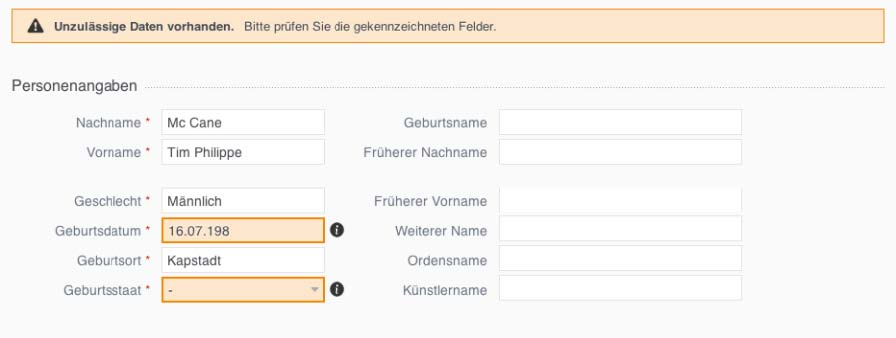 Unzulässige Daten vorhanden. Bitte prüfen Sie die gekennzeichneten Felder.
Personenangaben
Nachname * Mc Cane Geburtsname
Vorname * Tim Philippe Früherer Nachname
Geschlecht * Männlich Früherer Vorname
Geburtsdatum * 16.07.198 Weiterer Name
Geburtsort * Kapstadt Ordensname
Geburtsstaat * - Künstlername